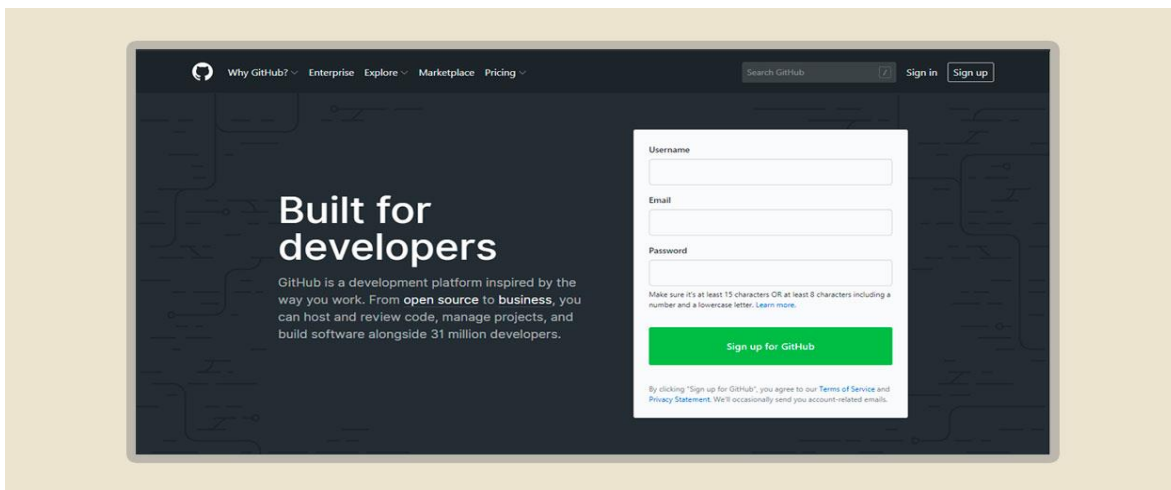 Why GitHub? Enterprise Explore Marketplace Pricing Search GitHub / Sign in Sign up
Built for
developers
GitHub is a development platform inspired by the
way you work. From open source to business, you
can host and review code, manage projects, and
build software alongside 31 million developers.
Username
Email
Password
Make sure it's at least 15 characters OR at least 8 characters including a
number and a lowercase letter. Learn more.
Sign up for GitHub
By clicking "Sign up for GitHub", you agree to our Terms of Service and
Privacy Statement. We'll occasionally send you account-related emails.